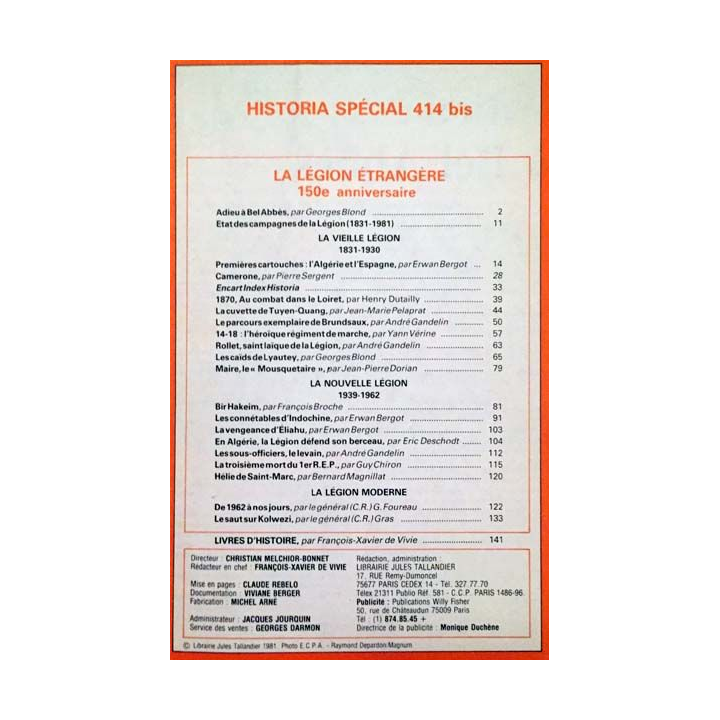 HISTORIA SPÉCIAL 414 bis
LA LÉGION ÉTRANGÈRE
150e anniversaire
Adieu à Bel Abbès, par Georges Blond ........ 2
Etat des campagnes de la Légion (1831-1981) ........ 11
LA VIEILLE LÉGION
1831-1930
Premières cartouches : l'Algérie et l'Espagne, par Erwan Bergot ... 14
Camerone, par Pierre Sergent ........ 28
Encart Index Historia ........ 33
1870, Au combat dans le Loiret, par Henry Dutailly ........ 39
La cuvette de Tuyen-Quang, par Jean-Marie Pelaprat ........ 44
Le parcours exemplaire de Brundsaux, par André Gandelin ........ 50
14-18 : l'héroïque régiment de marche, par Yann Vérine ........ 57
Rollet, saint laïque de la Légion, par André Gandelin ........ 63
Les caïds de Lyautey, par Georges Blond ........ 65
Maire, le « Mousquetaire », par Jean-Pierre Dorian ........ 79
LA NOUVELLE LÉGION
1939-1962
Bir Hakeim, par François Broche ........ 81
Les connétables d'Indochine, par Erwan Bergot ........ 91
La vengeance d'Éliahu, par Erwan Bergot ........ 103
En Algérie, la Légion défend son berceau, par Eric Deschodt ........ 104
Les sous-officiers, le levain, par André Gandelin ........ 112
La troisième mort du 1er R.E.P., par Guy Chiron ........ 115
Hélie de Saint-Marc, par Bernard Magnillat ........ 120
LA LÉGION MODERNE
De 1962 à nos jours, par le général (C.R.) G. Foureau ........ 122
Le saut sur Kolwezi, par le général (C.R.) Gras ........ 133
LIVRES D'HISTOIRE, par François-Xavier de Vivie ........ 141
Directeur : CHRISTIAN MELCHIOR-BONNET
Rédacteur en chef : FRANÇOIS-XAVIER DE VIVIE
Mise en pages : CLAUDE REBELO
Documentation : VIVIANE BERGER
Fabrication : MICHEL ARNÉ
Administrateur : JACQUES JOURQUIN
Service des ventes : GEORGES DARMON
Rédaction, administration :
LIBRAIRIE JULES TALLANDIER
17, RUE Remy-Dumoncel
75677 PARIS CEDEX 14 - Tél. 327.77.70
Télex 21311 Publio Réf. 581 - C.C.P. PARIS 1486-96.
Publicité : Publications Willy Fisher
50, rue de Châteaudun 75009 Paris
Tél : (1) 874.85.45 +
Directrice de la publicité : Monique Duchêne
© Librairie Jules Tallandier 1981. Photo E.C.P.A. - Raymond Depardon-Magnum